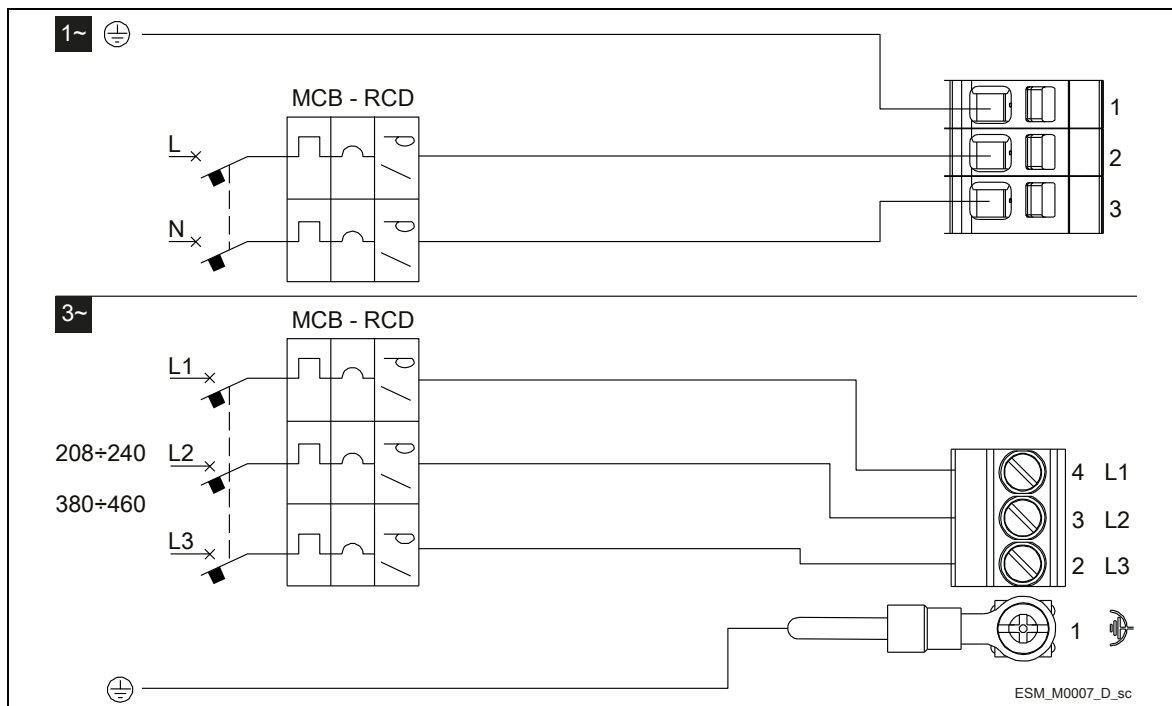 1~
MCB - RCD
L
N
1
2
3
3~
MCB - RCD
L1
208÷240 L2
380÷460
L3
4 L1
3 L2
2 L3
1
ESM_M0007_D_sc